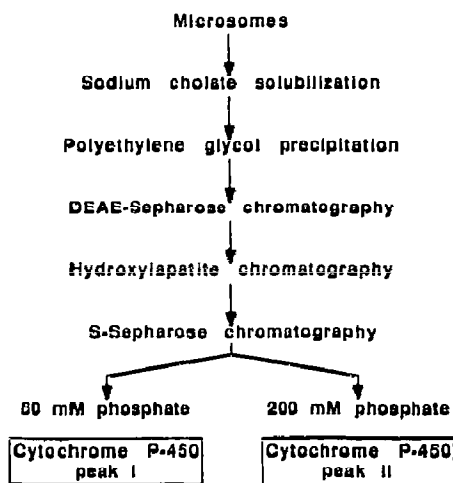 Microsomes
Sodium cholate solubilization
Polyethylene glycol precipitation
DEAE-Sepharose chromatography
Hydroxylapatite chromatography
S-Sepharose chromatography
60 mM phosphate
200 mM phosphate
Cytochrome P-450
peak I
Cytochrome P-450
peak II